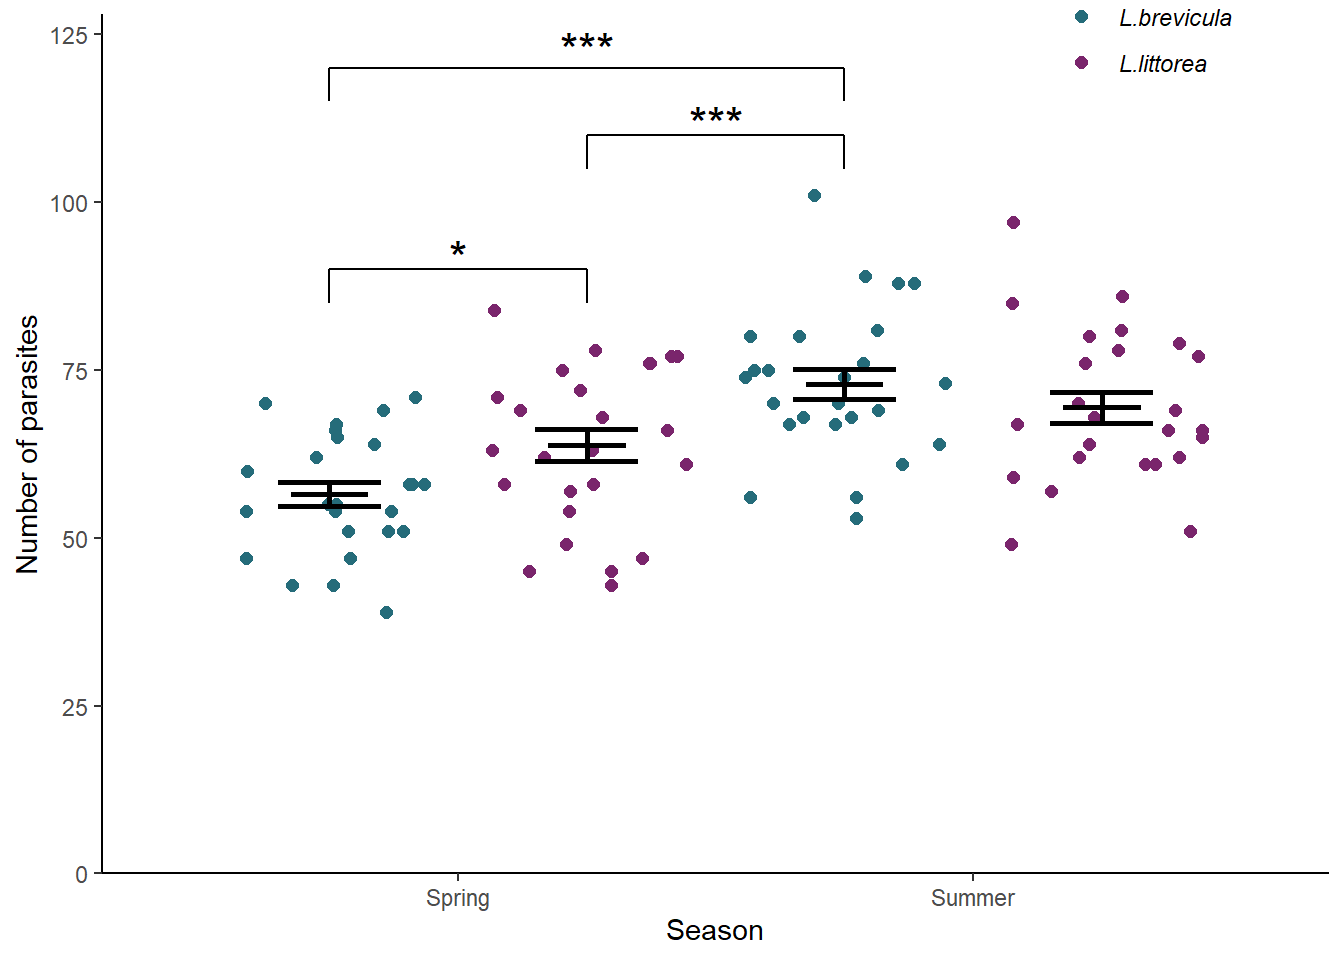 L.brevicula
L.littorea
125
100
75
50
25
0
***
***
*
Number of parasites
Spring
Summer
Season